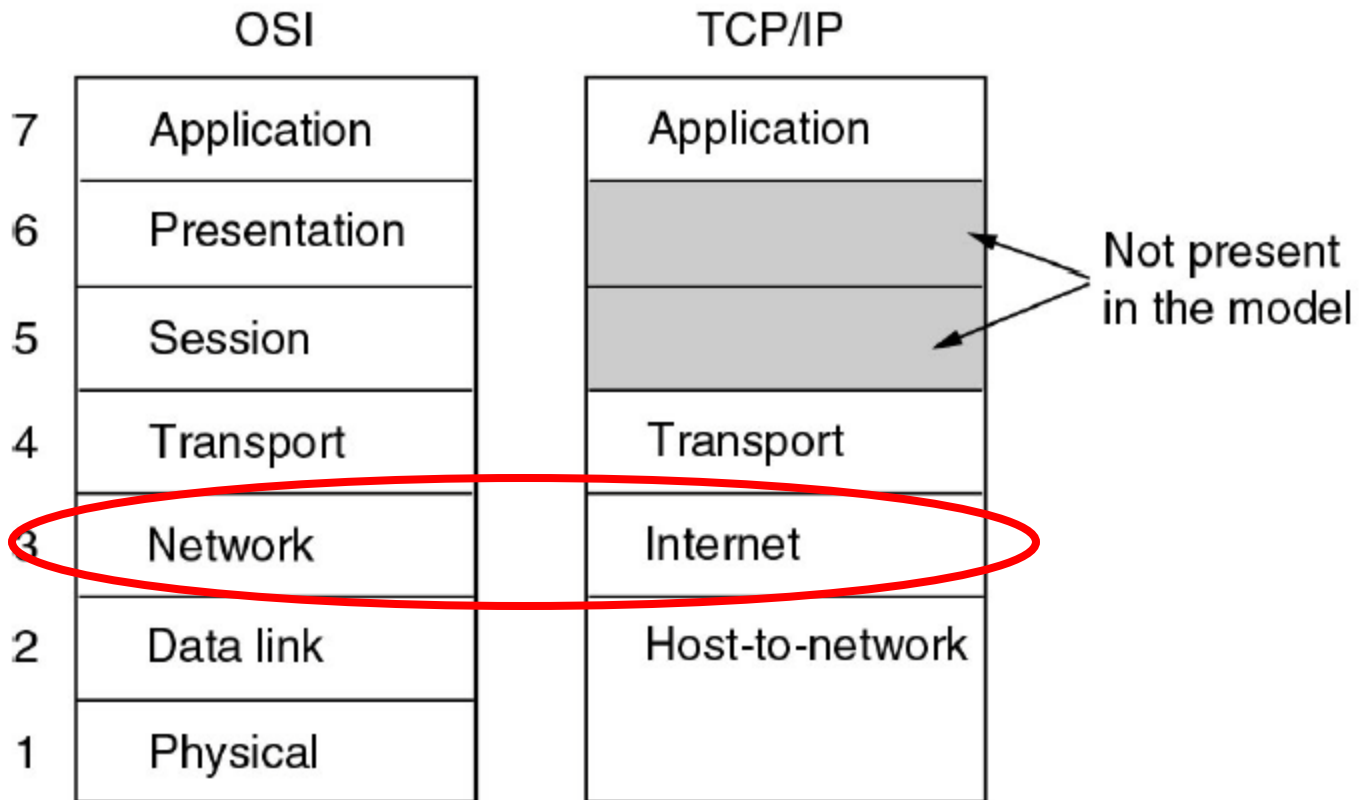 OSI
TCP/IP
7
Application
Application
6
Presentation
Not present
in the model
5
Session
4
Transport
Transport
3
Network
Internet
2
Data link
Host-to-network
1
Physical